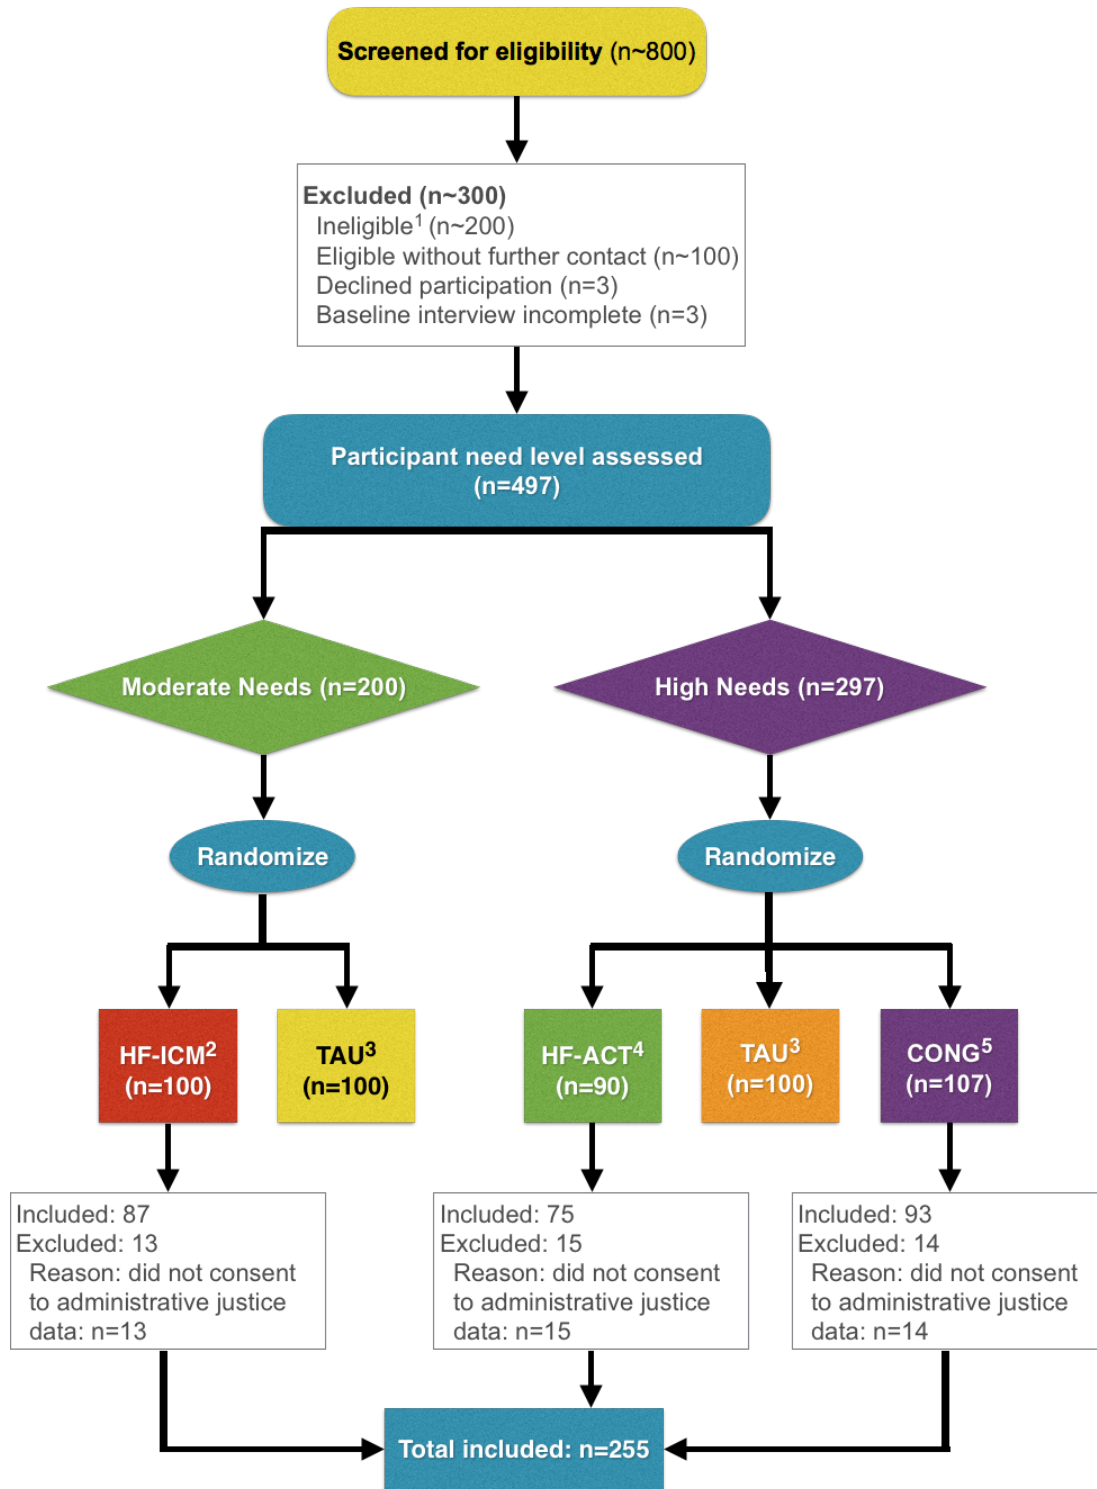 Screened for eligibility (n~800)
Excluded (n~300)
Ineligible¹ (n~200)
Eligible without further contact (n~100)
Declined participation (n=3)
Baseline interview incomplete (n=3)
Participant need level assessed
(n=497)
Moderate Needs (n=200)
High Needs (n=297)
Randomize
Randomize
HF-ICM²
(n=100)
TAU³
(n=100)
HF-ACT⁴
(n=90)
TAU³
(n=100)
CONG⁵
(n=107)
Included: 87
Excluded: 13
Reason: did not consent
to administrative justice
data: n=13
Included: 75
Excluded: 15
Reason: did not consent
to administrative justice
data: n=15
Included: 93
Excluded: 14
Reason: did not consent
to administrative justice
data: n=14
Total included: n=255